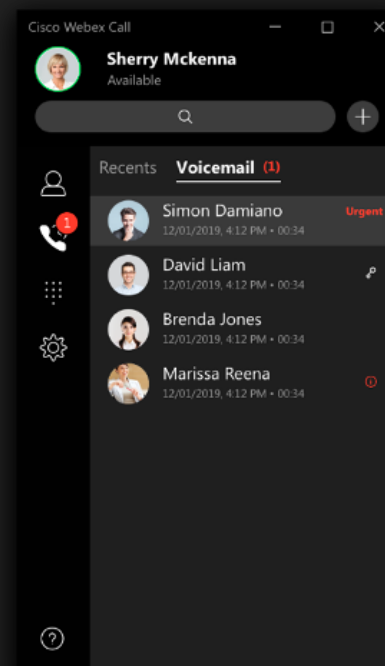 Cisco Webex Call
Sherry Mckenna
Available
Recents Voicemail (1)
1
Simon Damiano Urgent
12/01/2019, 4:12 PM • 00:34
David Liam
12/01/2019, 4:12 PM • 00:34
Brenda Jones
12/01/2019, 4:12 PM • 00:34
Marissa Reena
12/01/2019, 4:12 PM • 00:34